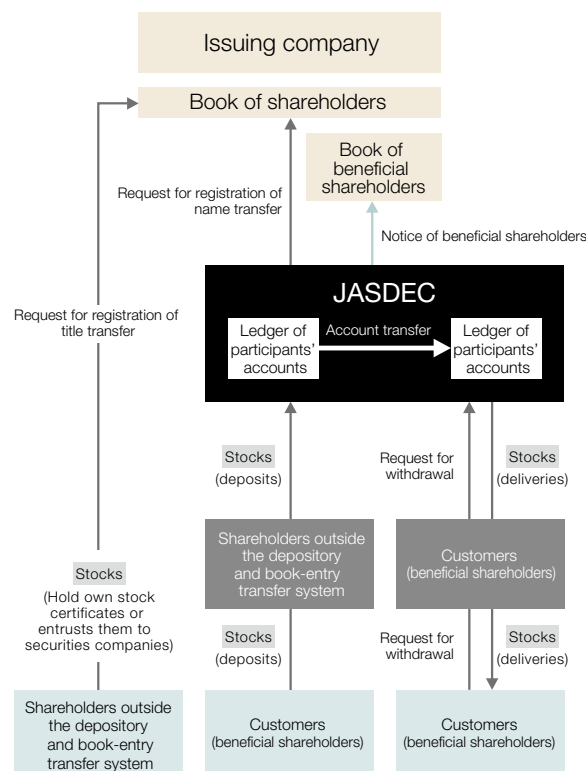 Issuing company
Book of shareholders
Book of
beneficial
shareholders
Request for registration of
name transfer
Notice of beneficial shareholders
JASDEC
Request for registration of
title transfer
Ledger of
participants'
accounts
Account transfer
Ledger of
participants'
accounts
Stocks
(deposits)
Request for
withdrawal
Stocks
(deliveries)
Shareholders outside
the depository
and book-entry
transfer system
Customers
(beneficial shareholders)
Stocks
(Hold own stock
certificates or
entrusts them to
securities companies)
Stocks
(deposits)
Request for
withdrawal
Stocks
(deliveries)
Shareholders outside
the depository
and book-entry
transfer system
Customers
(beneficial shareholders)
Customers
(beneficial shareholders)